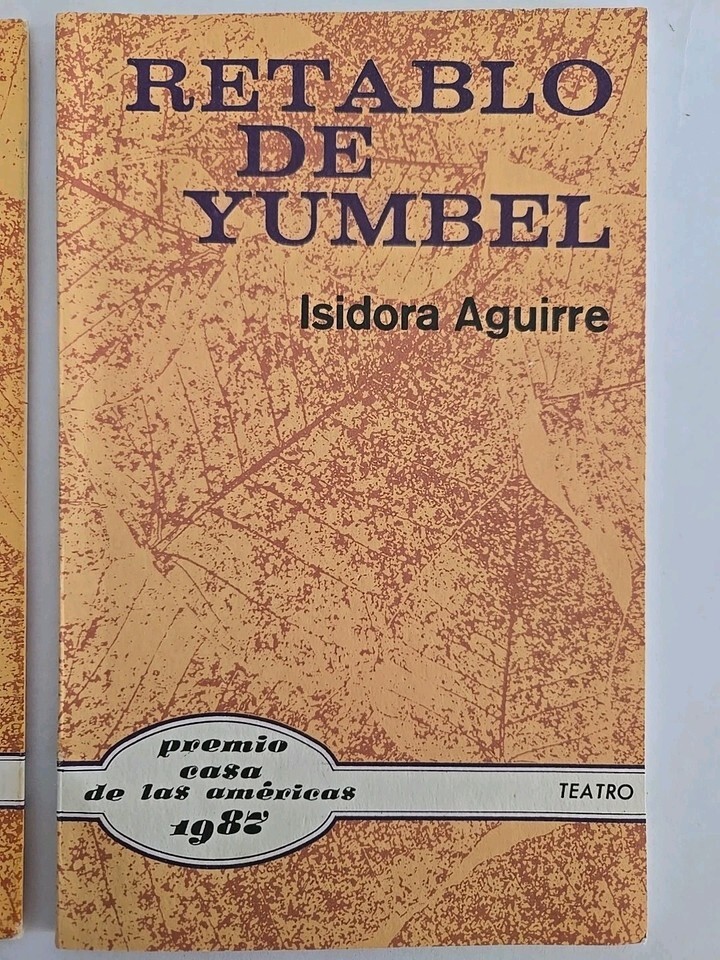 RETABLO
DE
YUMBEL
Isidora Aguirre
premio
casa
de las américas
1987
TEATRO